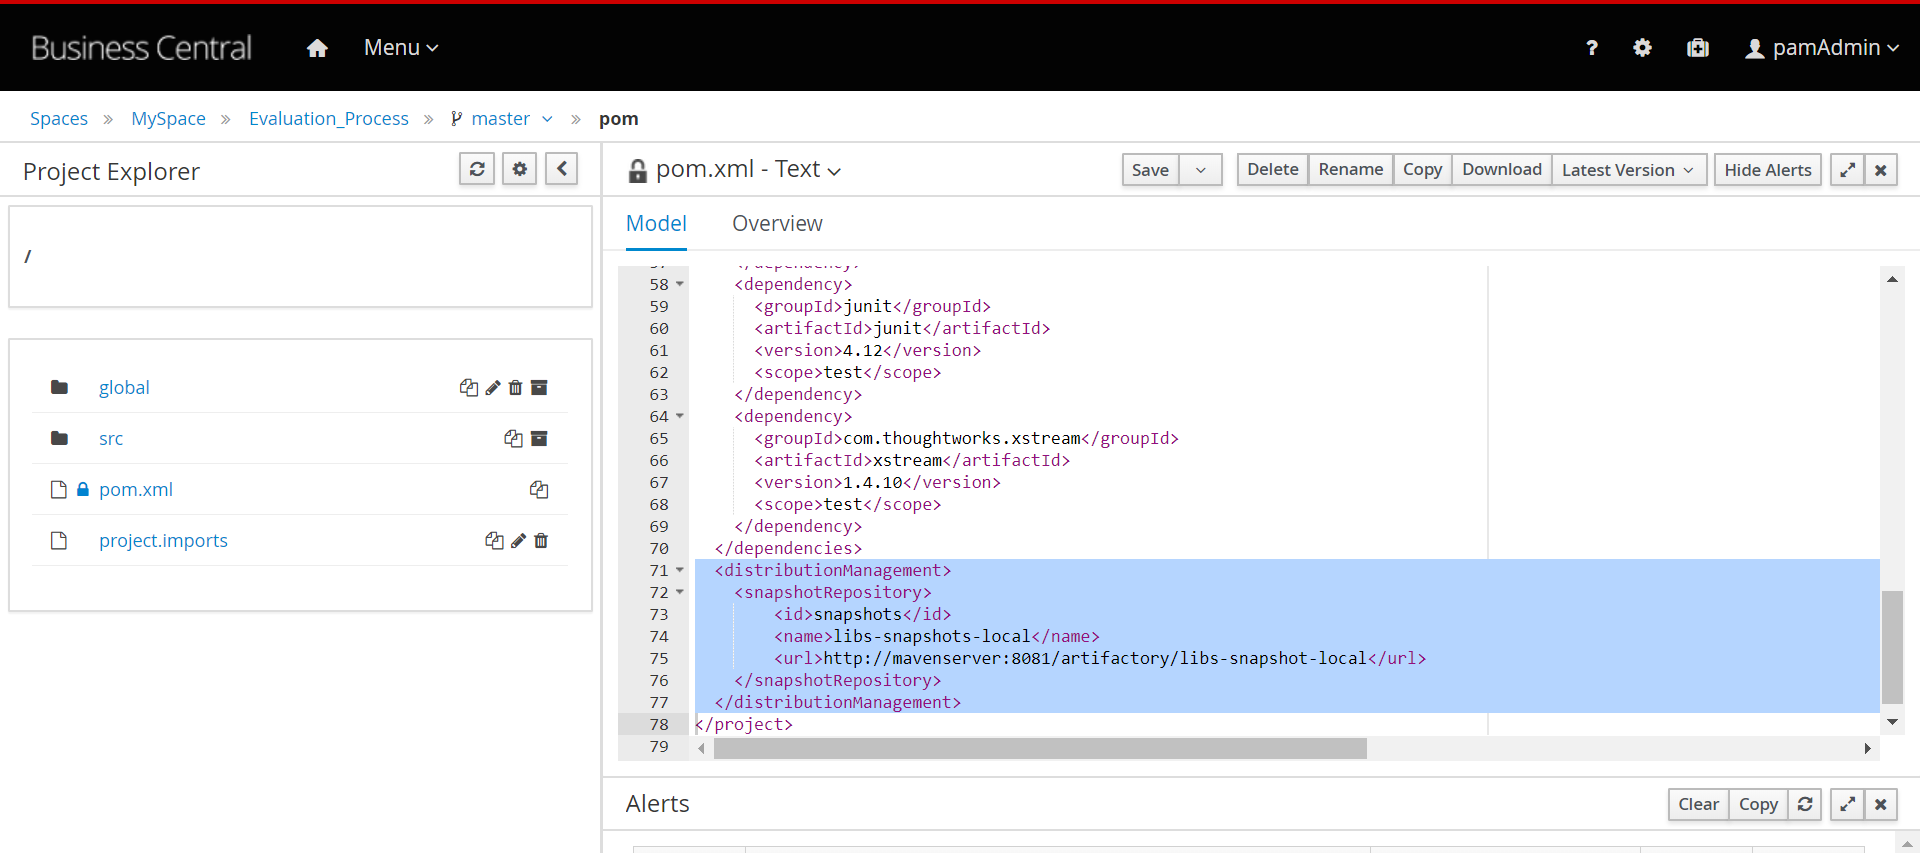 Business Central Menu ? pamAdmin
Spaces » MySpace » Evaluation_Process » master » pom
Project Explorer
/
global
src
pom.xml
project.imports
pom.xml - Text
Save Delete Rename Copy Download Latest Version Hide Alerts
Model Overview
57 </dependency>
58 <dependency>
59 <groupId>junit</groupId>
60 <artifactId>junit</artifactId>
61 <version>4.12</version>
62 <scope>test</scope>
63 </dependency>
64 <dependency>
65 <groupId>com.thoughtworks.xstream</groupId>
66 <artifactId>xstream</artifactId>
67 <version>1.4.10</version>
68 <scope>test</scope>
69 </dependency>
70 </dependencies>
71 <distributionManagement>
72 <snapshotRepository>
73 <id>snapshots</id>
74 <name>libs-snapshots-local</name>
75 <url>http://mavenserver:8081/artifactory/libs-snapshot-local</url>
76 </snapshotRepository>
77 </distributionManagement>
78 </project>
79
Alerts
Clear Copy